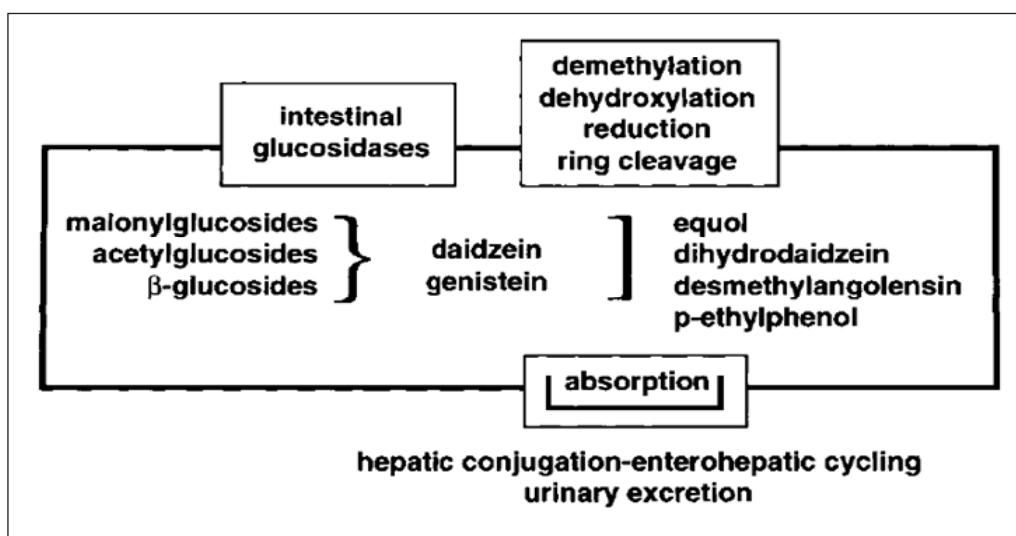 intestinal
glucosidases
demethylation
dehydroxylation
reduction
ring cleavage
malonylglucosides
acetylglucosides
β-glucosides
daidzein
genistein
equol
dihydrodaidzein
desmethylangolensin
p-ethylphenol
absorption
hepatic conjugation-enterohepatic cycling
urinary excretion